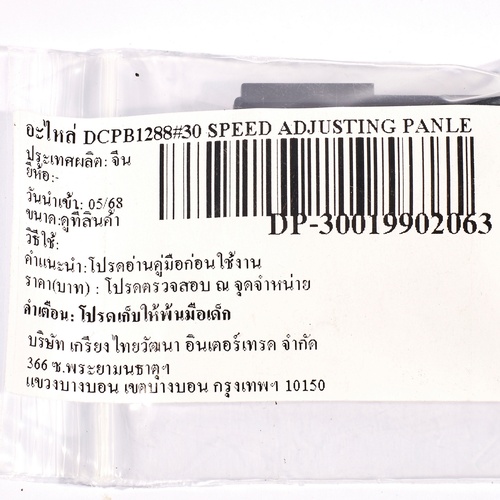 อะไหล่ DCPB1288#30 SPEED ADJUSTING PANLE
ประเทศผลิต: จีน
ยี่ห้อ:-
วันนำเข้า: 05/68
ขนาด:ดูที่สินค้า
DP-30019902063
วิธีใช้:
คำแนะนำ:โปรดอ่านคู่มือก่อนใช้งาน
ราคา(บาท) : โปรดตรวจสอบ ณ จุดจำหน่าย
คำเตือน: โปรดเก็บให้พ้นมือเด็ก
บริษัท เกรียงไทยวัฒนา อินเตอร์เทรด จำกัด
366 ซ.พระยามนธาตุฯ
แขวงบางบอน เขตบางบอน กรุงเทพฯ 10150